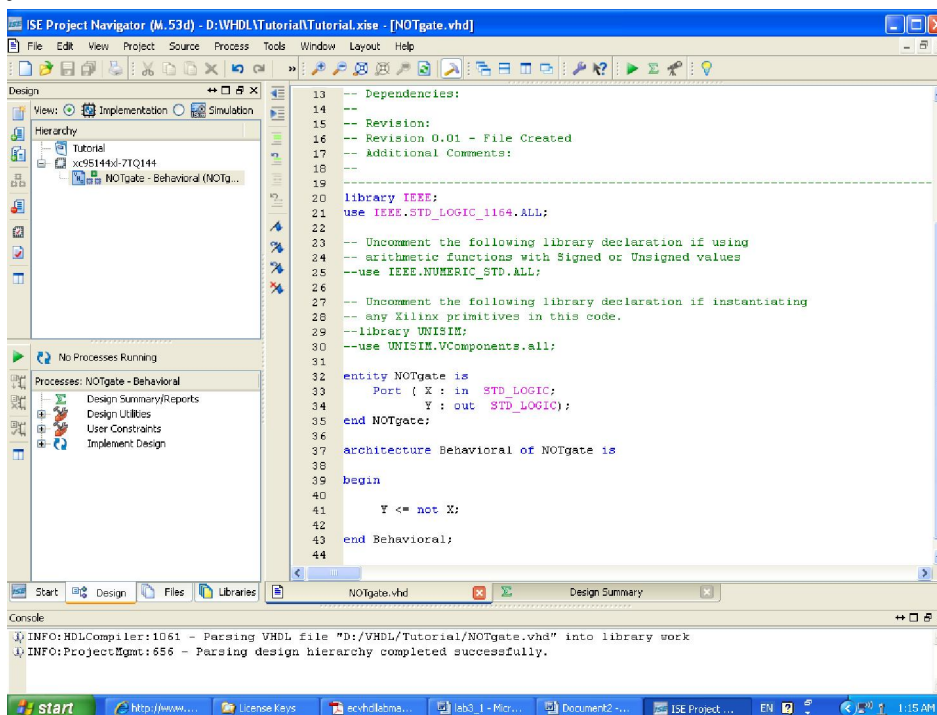 ISE Project Navigator (M.53d) - D:\VHDL\Tutorial\Tutorial.xise - [NOTgate.vhd]
File Edit View Project Source Process Tools Window Layout Help
Design
View: Implementation Simulation
Hierarchy
Tutorial
xc95144xl-7TQ144
NOTgate - Behavioral (NOTg...
No Processes Running
Processes: NOTgate - Behavioral
Design Summary/Reports
Design Utilities
User Constraints
Implement Design
Start Design Files Libraries
13 -- Dependencies:
14 --
15 -- Revision:
16 -- Revision 0.01 - File Created
17 -- Additional Comments:
18 --
19 ----------------------------------------------------------------------------------
20 library IEEE;
21 use IEEE.STD_LOGIC_1164.ALL;
22
23 -- Uncomment the following library declaration if using
24 -- arithmetic functions with Signed or Unsigned values
25 --use IEEE.NUMERIC_STD.ALL;
26
27 -- Uncomment the following library declaration if instantiating
28 -- any Xilinx primitives in this code.
29 --library UNISIM;
30 --use UNISIM.VComponents.all;
31
32 entity NOTgate is
33 Port ( X : in STD_LOGIC;
34 Y : out STD_LOGIC);
35 end NOTgate;
36
37 architecture Behavioral of NOTgate is
38
39 begin
40
41 Y <= not X;
42
43 end Behavioral;
44
NOTgate.vhd Design Summary
Console
INFO:HDLCompiler:1061 - Parsing VHDL file "D:/VHDL/Tutorial/NOTgate.vhd" into library work
INFO:ProjectMgmt:656 - Parsing design hierarchy completed successfully.
start http://www.... License Keys ecvhdllabma... lab3_1 - Micr... Document2 -... ISE Project ... EN 1:15 AM